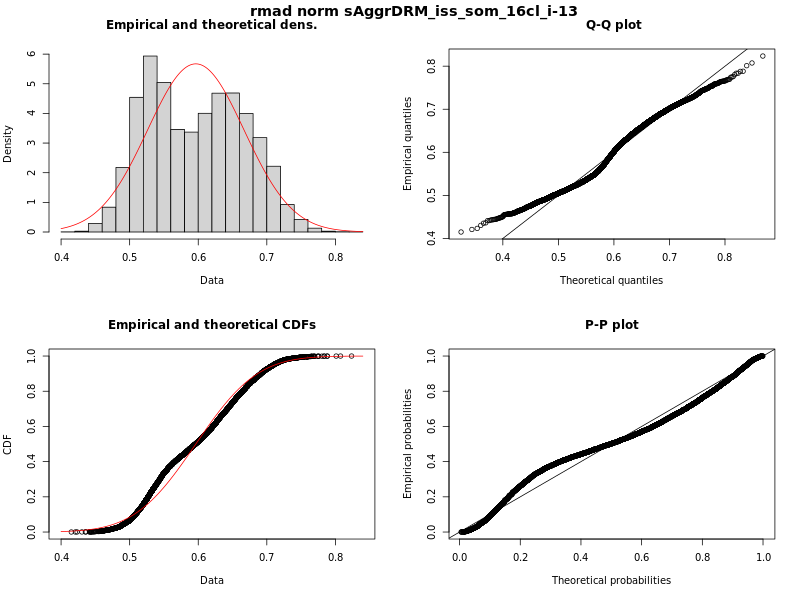 rmad norm sAggrDRM_iss_som_16cl_i-13
Empirical and theoretical dens.
Density
0 1 2 3 4 5 6
0.4 0.5 0.6 0.7 0.8
Data
Q-Q plot
Empirical quantiles
0.4 0.5 0.6 0.7 0.8
0.4 0.5 0.6 0.7 0.8
Theoretical quantiles
Empirical and theoretical CDFs
CDF
0.0 0.2 0.4 0.6 0.8 1.0
0.4 0.5 0.6 0.7 0.8
Data
P-P plot
Empirical probabilities
0.0 0.2 0.4 0.6 0.8 1.0
0.0 0.2 0.4 0.6 0.8 1.0
Theoretical probabilities